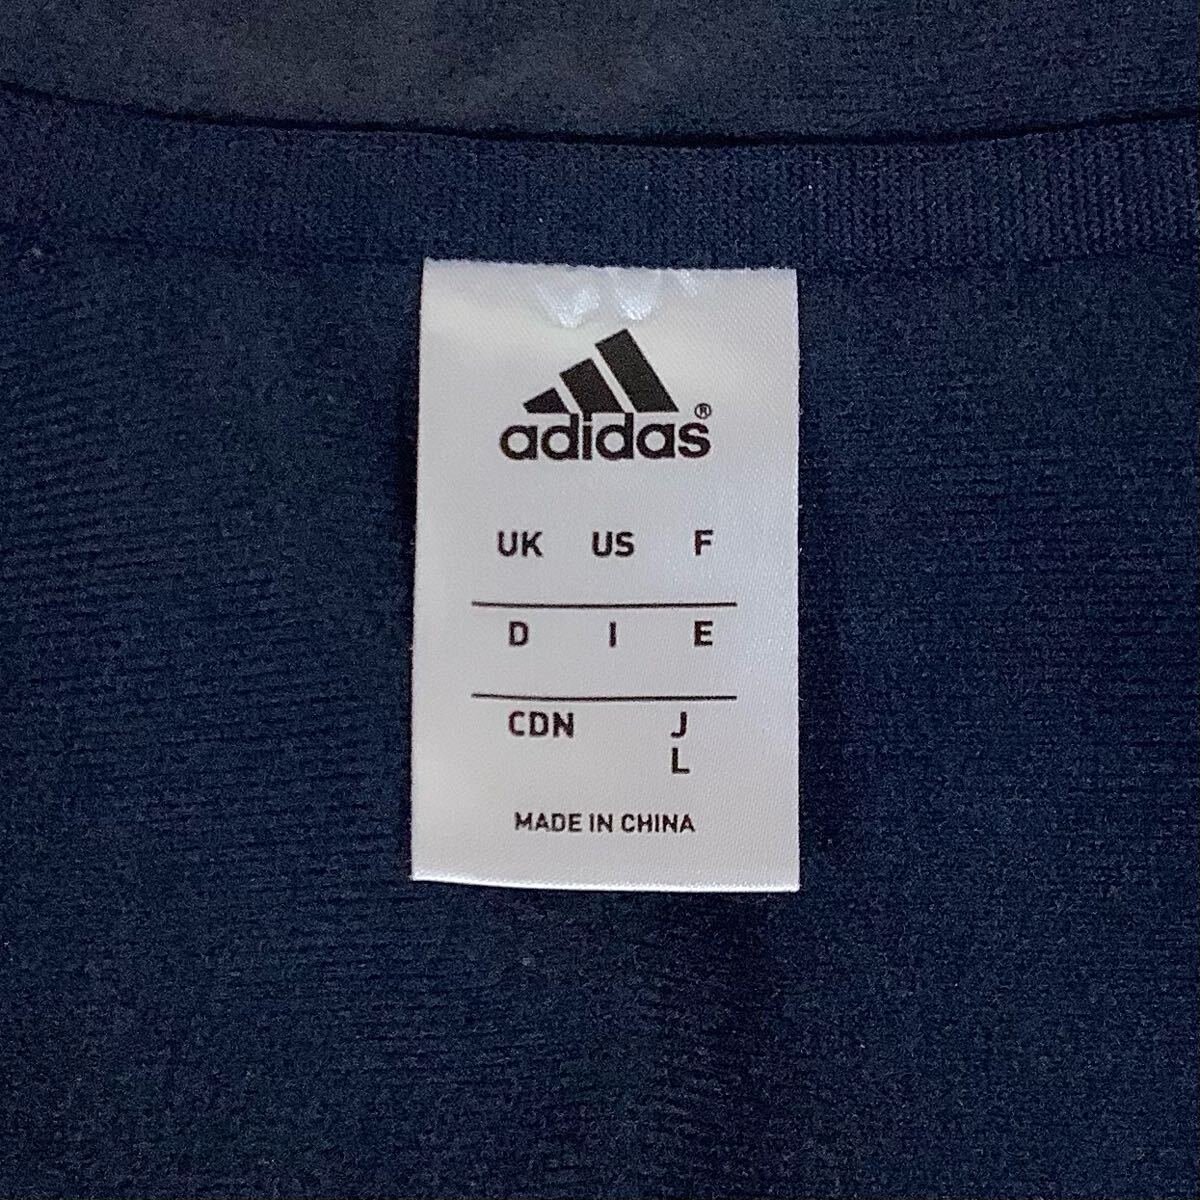 adidas®
UK US F
D I E
CDN J
L
MADE IN CHINA